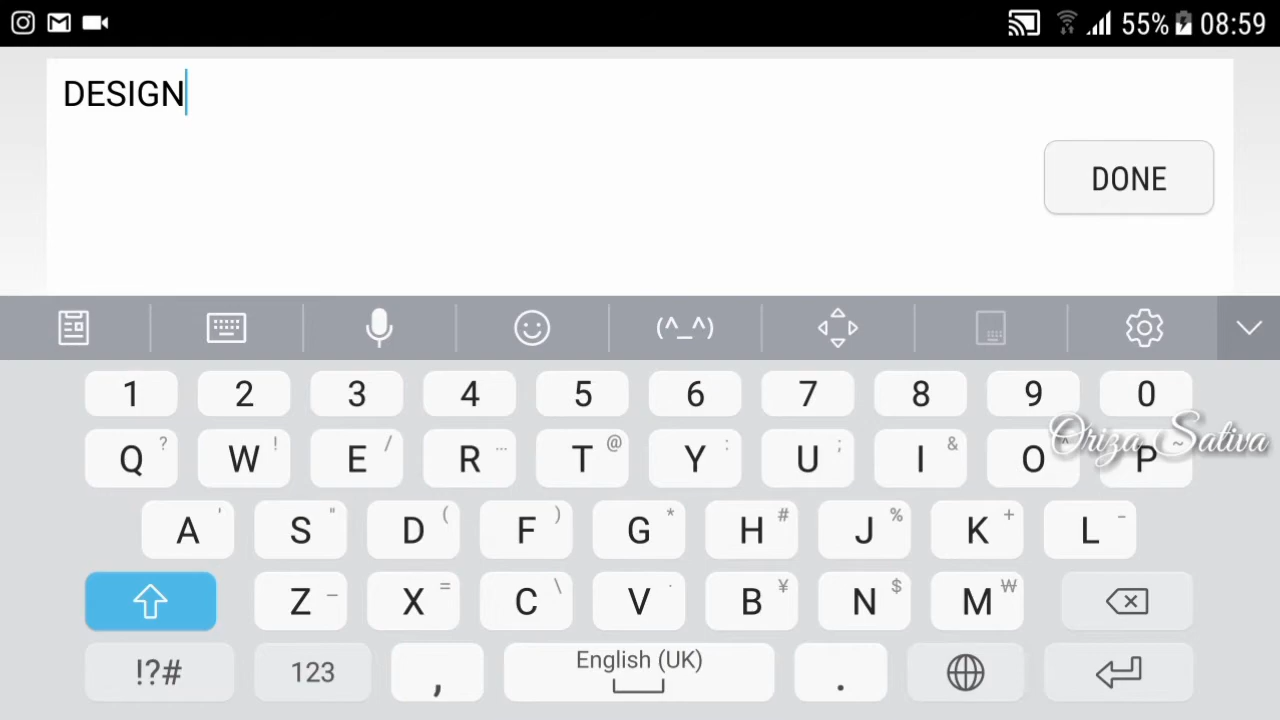 55% 08:59
DESIGN
DONE
(^_^)
1 2 3 4 5 6 7 8 9 0
Q ? W ! E / R ... T @ Y : U ; I & O ^ P ~
Oriza Sativa
A ' S " D ( F ) G * H # J % K + L -
Z _ X = C \ V · B ¥ N $ M ₩
!?# 123 , English (UK) .